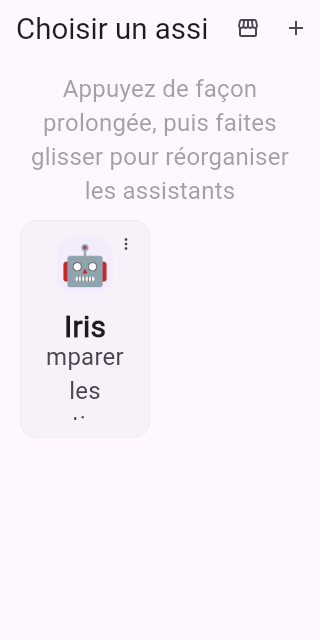 Choisir un assi
Appuyez de façon
prolongée, puis faites
glisser pour réorganiser
les assistants
Iris
mparer
les